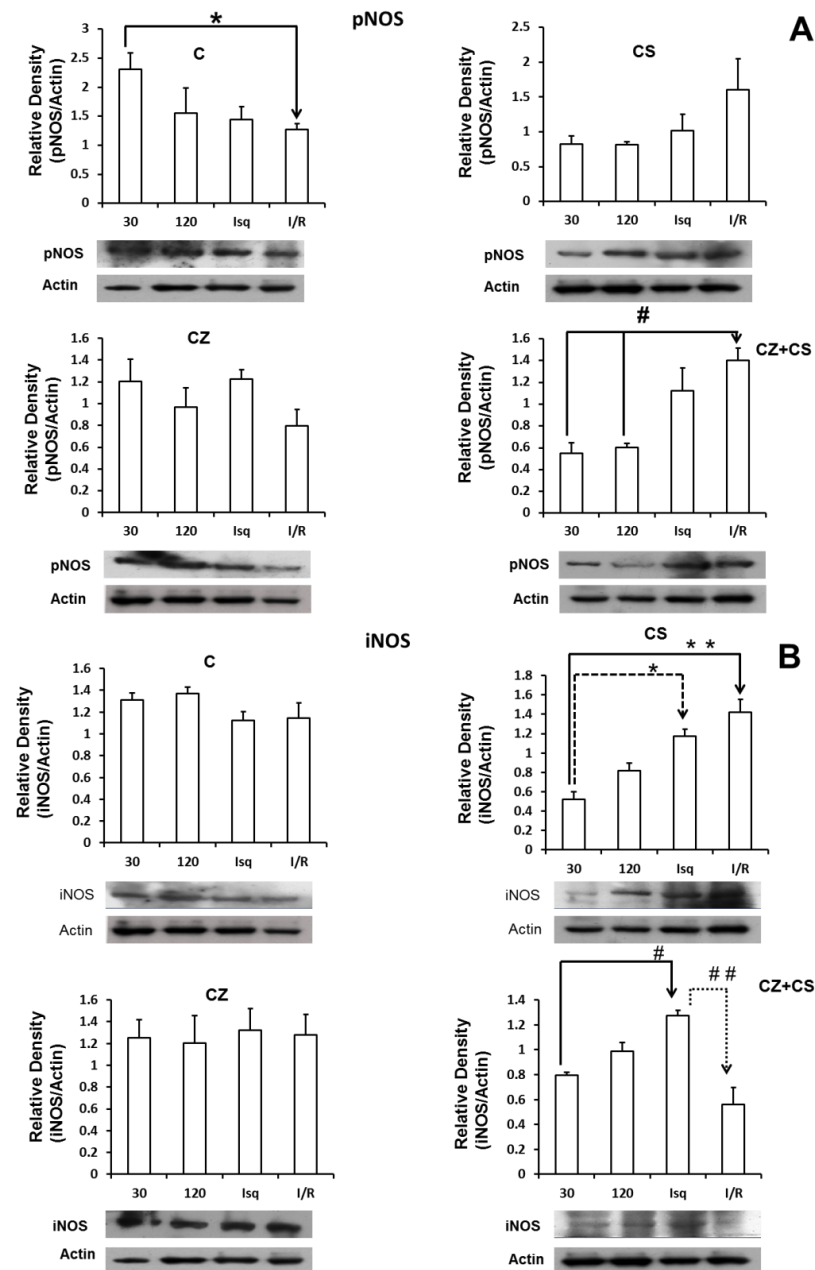 pNOS
A
*
C
Relative Density
(pNOS/Actin)
3
2.5
2
1.5
1
0.5
0
30 120 Isq I/R
pNOS
Actin
CS
Relative Density
(pNOS/Actin)
2.5
2
1.5
1
0.5
0
30 120 Isq I/R
pNOS
Actin
CZ
Relative Density
(pNOS/Actin)
1.6
1.4
1.2
1
0.8
0.6
0.4
0.2
0
30 120 Isq I/R
pNOS
Actin
#
CZ+CS
Relative Density
(pNOS/Actin)
1.6
1.4
1.2
1
0.8
0.6
0.4
0.2
0
30 120 Isq I/R
pNOS
Actin
iNOS
B
C
Relative Density
(iNOS/Actin)
1.6
1.4
1.2
1
0.8
0.6
0.4
0.2
0
30 120 Isq I/R
iNOS
Actin
CS
* *
*
Relative Density
(iNOS/Actin)
1.8
1.6
1.4
1.2
1
0.8
0.6
0.4
0.2
0
30 120 Isq I/R
iNOS
Actin
CZ
Relative Density
(iNOS/Actin)
1.6
1.4
1.2
1
0.8
0.6
0.4
0.2
0
30 120 Isq I/R
iNOS
Actin
#
# #
CZ+CS
Relative Density
(iNOS/Actin)
1.4
1.2
1
0.8
0.6
0.4
0.2
0
30 120 Isq I/R
iNOS
Actin